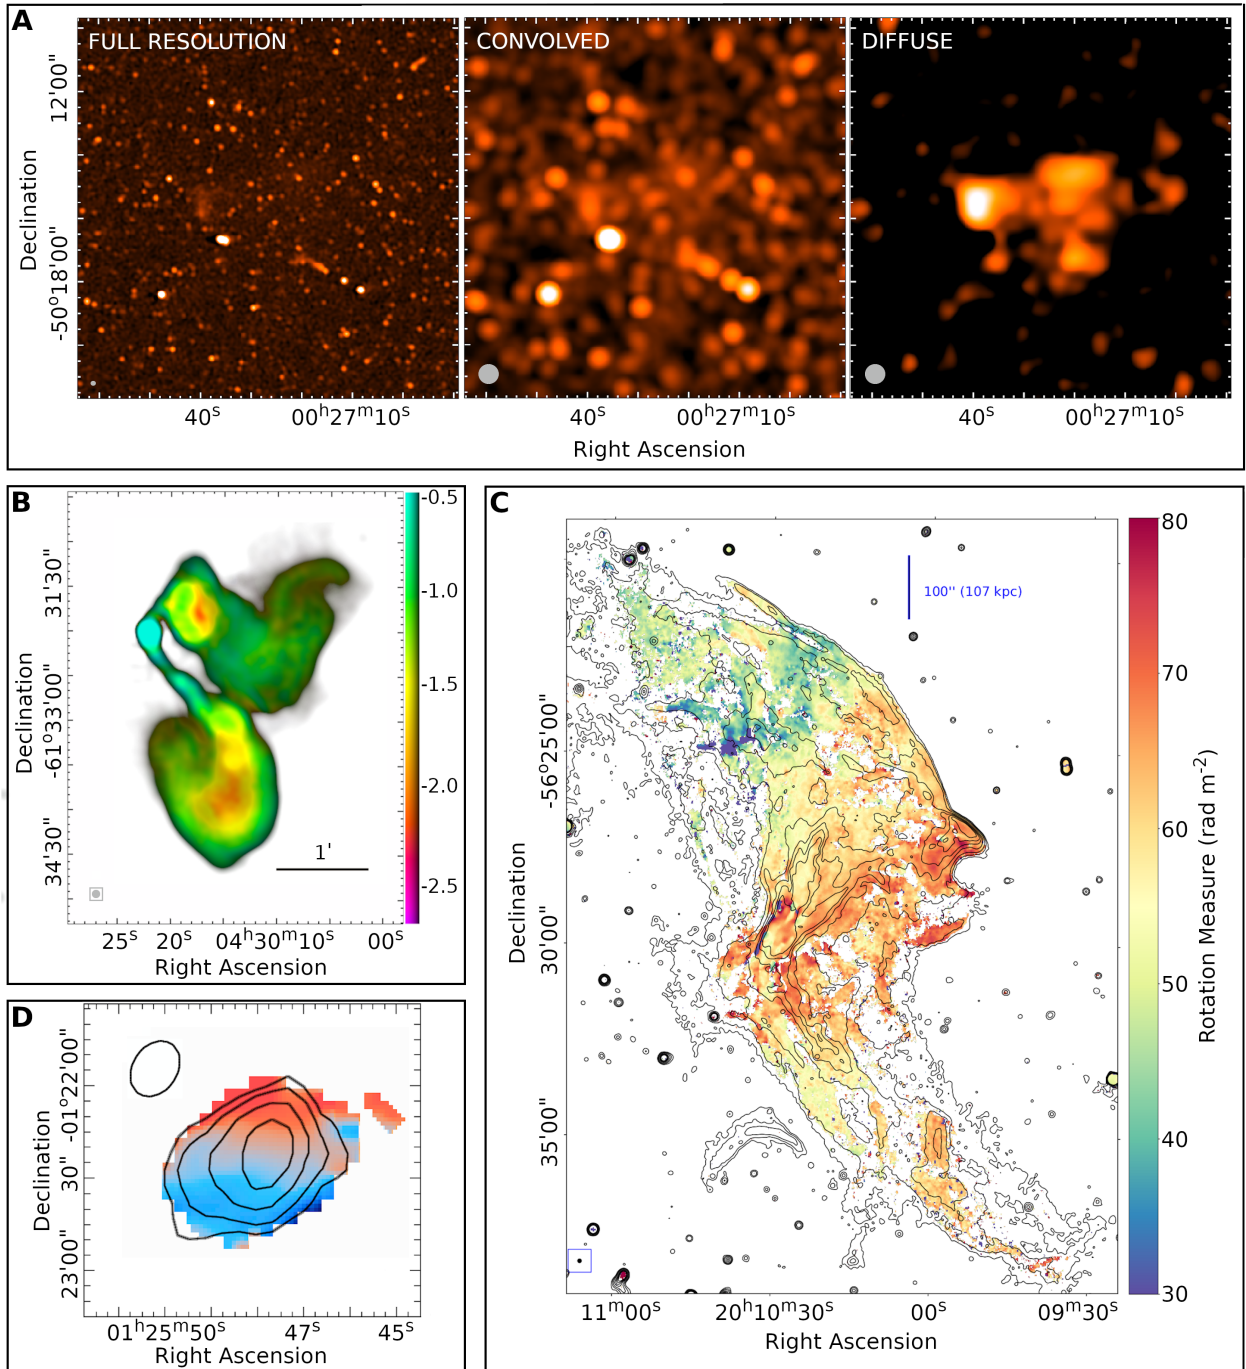 A
FULL RESOLUTION
CONVOLVED
DIFFUSE
Declination
12'00"
-50°18'00"
40ˢ
00ʰ27ᵐ10ˢ
40ˢ
00ʰ27ᵐ10ˢ
40ˢ
00ʰ27ᵐ10ˢ
Right Ascension
B
Declination
31'30"
-61°33'00"
34'30"
1'
25ˢ
20ˢ
04ʰ30ᵐ10ˢ
00ˢ
Right Ascension
-0.5
-1.0
-1.5
-2.0
-2.5
C
100'' (107 kpc)
Declination
-56°25'00"
30'00"
35'00"
11ᵐ00ˢ
20ʰ10ᵐ30ˢ
00ˢ
09ᵐ30ˢ
Right Ascension
80
70
60
50
40
30
Rotation Measure (rad m⁻²)
D
Declination
-01°22'00"
30"
23'00"
01ʰ25ᵐ50ˢ
47ˢ
45ˢ
Right Ascension